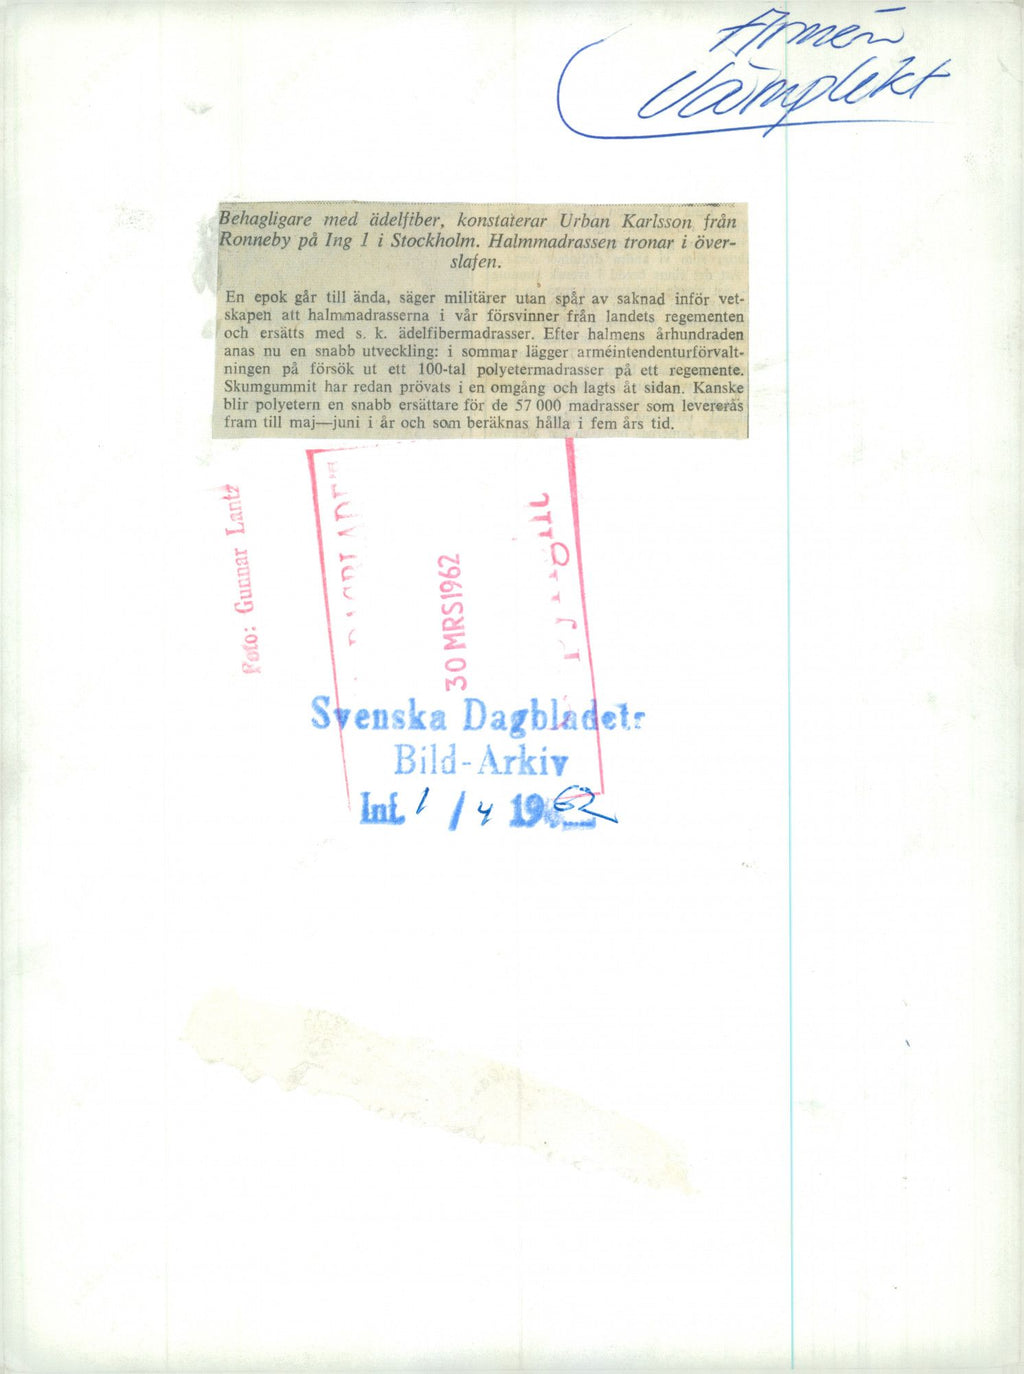 Armén
Värnplikt
Behagligare med ädelfiber, konstaterar Urban Karlsson från
Ronneby på Ing 1 i Stockholm. Halmmadrassen tronar i över-
slafen.
En epok går till ända, säger militärer utan spår av saknad inför vet-
skapen att halmmadrasserna i vår försvinner från landets regementen
och ersätts med s. k. ädelfibermadrasser. Efter halmens århundraden
anas nu en snabb utveckling: i sommar lägger arméintendenturförvalt-
ningen på försök ut ett 100-tal polyetermadrasser på ett regemente.
Skumgummit har redan prövats i en omgång och lagts åt sidan. Kanske
blir polyetern en snabb ersättare för de 57 000 madrasser som levereras
fram till maj—juni i år och som beräknas hålla i fem års tid.
Foto: Gunnar Lantz
DAGBLADET
30 MRS 1962
Svenska Dagbladets
Bild-Arkiv
Inf. 1 / 4 1962